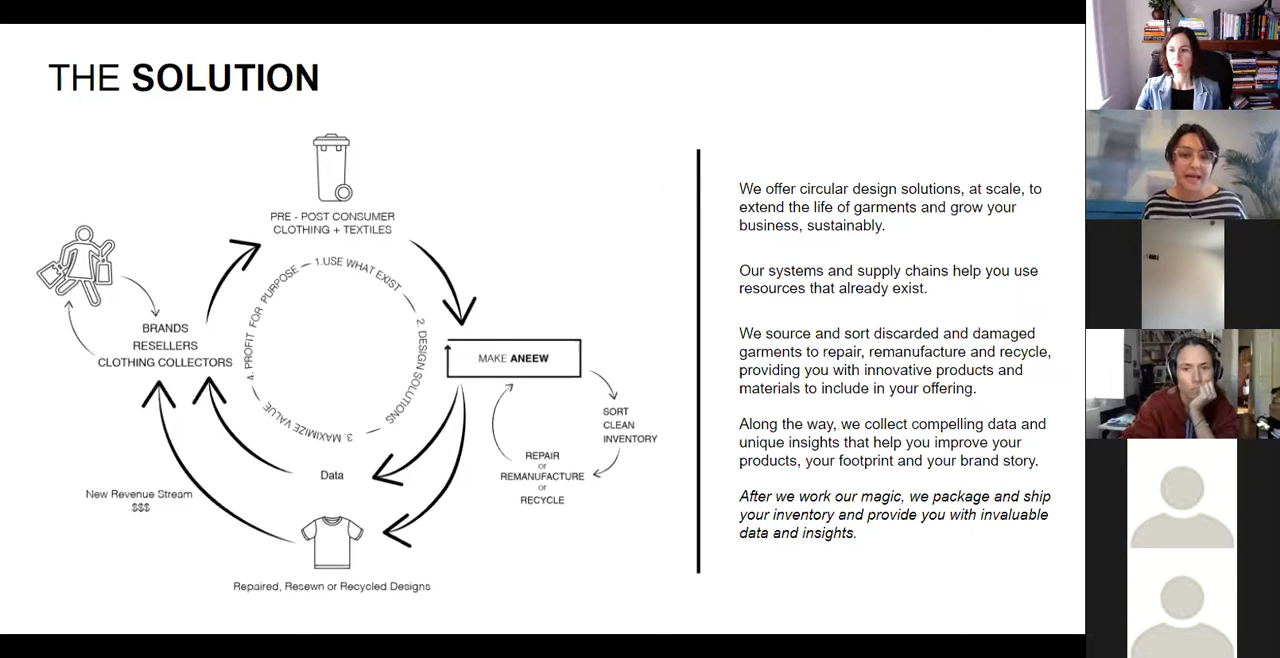 THE SOLUTION
PRE - POST CONSUMER
CLOTHING + TEXTILES
1.USE WHAT EXIST
2. DESIGN SOLUTIONS
3. MAXIMIZE VALUE
4. PROFIT FOR PURPOSE
BRANDS
RESELLERS
CLOTHING COLLECTORS
MAKE ANEEW
SORT
CLEAN
INVENTORY
REPAIR
or
REMANUFACTURE
or
RECYCLE
Data
New Revenue Stream
$$$
Repaired, Resewn or Recycled Designs
We offer circular design solutions, at scale, to
extend the life of garments and grow your
business, sustainably.
Our systems and supply chains help you use
resources that already exist.
We source and sort discarded and damaged
garments to repair, remanufacture and recycle,
providing you with innovative products and
materials to include in your offering.
Along the way, we collect compelling data and
unique insights that help you improve your
products, your footprint and your brand story.
After we work our magic, we package and ship
your inventory and provide you with invaluable
data and insights.